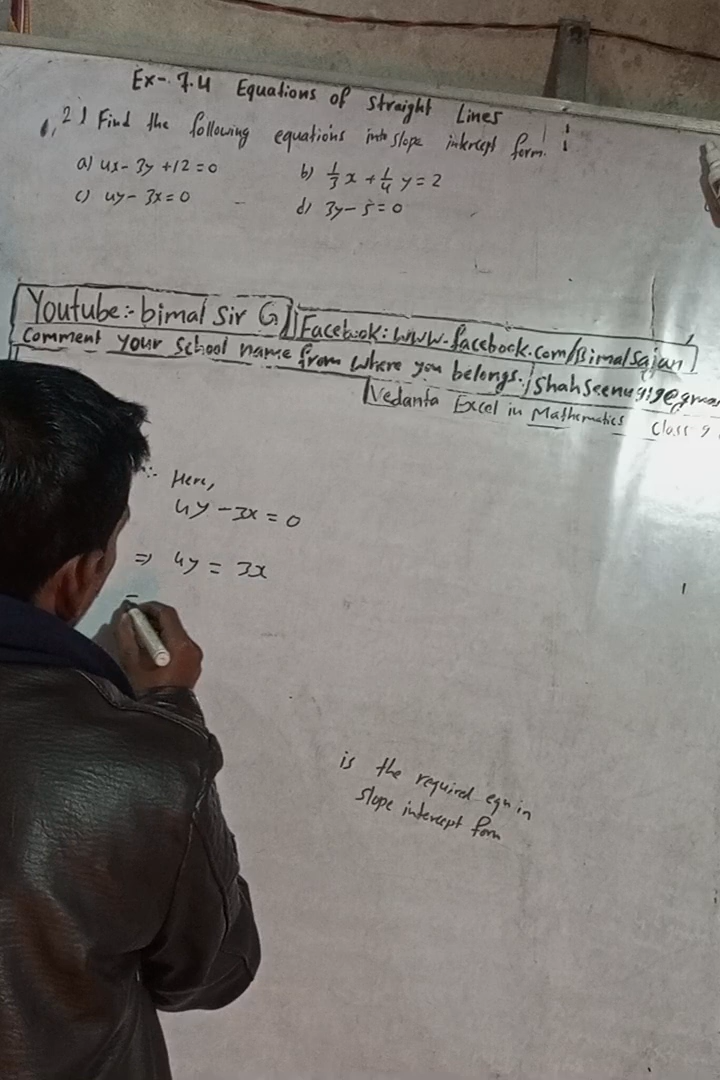 Ex-7.4 Equations of Straight Lines
2) Find the following equations into slope intercept form.
a) 4x-3y+12=0 b) 1/3 x + 1/4 y = 2
c) 4y-3x=0 d) 3y-5=0
Youtube:- bimal Sir G
Facebook: www.facebook.com/Bimalsajan
Comment your School name from where you belongs.
Vedanta Excel in Mathematics Class 9
Here,
4y-3x=0
⇒ 4y = 3x
is the required eqn in
slope intercept form